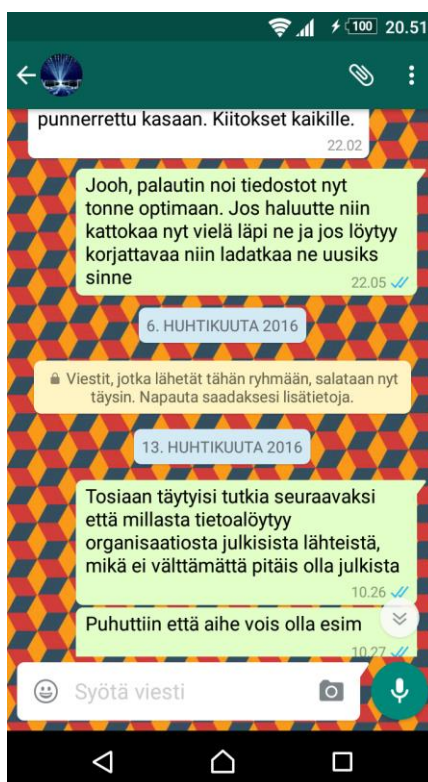 100 20.51
punnerrettu kasaan. Kiitokset kaikille.
22.02
Jooh, palautin noi tiedostot nyt
tonne optimaan. Jos haluutte niin
kattokaa nyt vielä läpi ne ja jos löytyy
korjattavaa niin ladatkaa ne uusiks
sinne
22.05
6. HUHTIKUUTA 2016
Viestit, jotka lähetät tähän ryhmään, salataan nyt
täysin. Napauta saadaksesi lisätietoja.
13. HUHTIKUUTA 2016
Tosiaan täytyisi tutkia seuraavaksi
että millasta tietoalöytyy
organisaatiosta julkisista lähteistä,
mikä ei välttämättä pitäis olla julkista
10.26
Puhuttiin että aihe vois olla esim
10.27
Syötä viesti